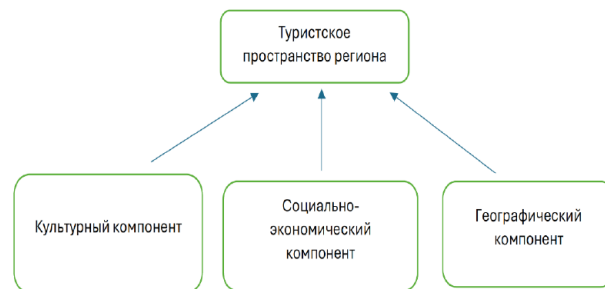 Туристское
пространство региона
Культурный компонент
Социально-
экономический
компонент
Географический
компонент